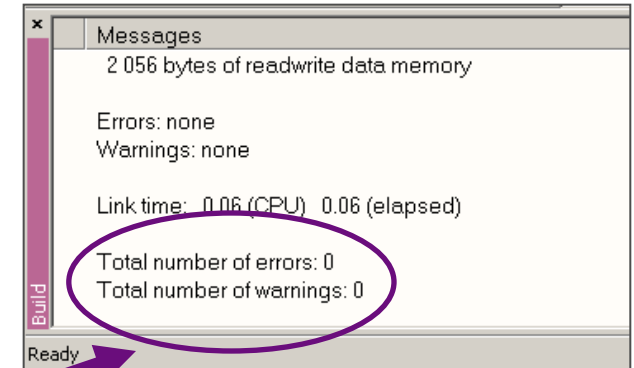 ×
Messages
2 056 bytes of readwrite data memory
Errors: none
Warnings: none
Link time: 0.06 (CPU) 0.06 (elapsed)
Total number of errors: 0
Total number of warnings: 0
Build
Ready